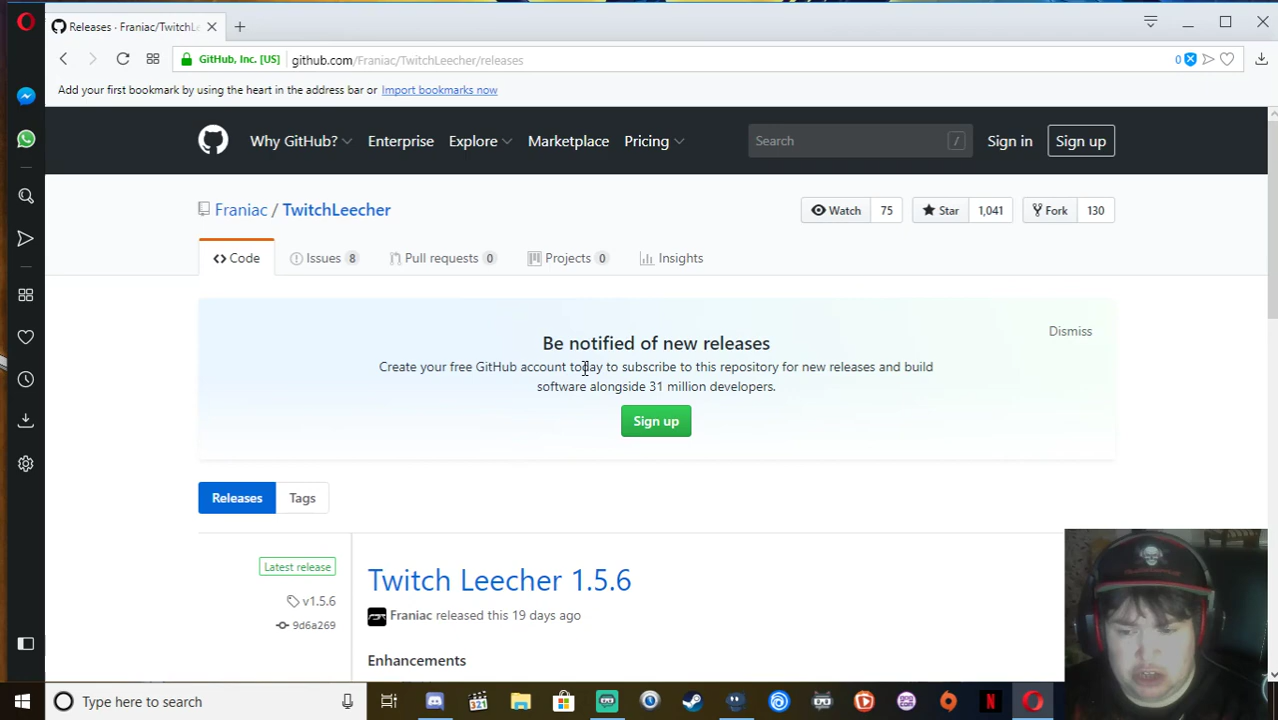 Releases · Franiac/TwitchLe
GitHub, Inc. [US]
github.com/Franiac/TwitchLeecher/releases
0
Add your first bookmark by using the heart in the address bar or Import bookmarks now
Why GitHub?
Enterprise
Explore
Marketplace
Pricing
Search
/
Sign in
Sign up
Franiac / TwitchLeecher
Watch 75
Star 1,041
Fork 130
<> Code
Issues 8
Pull requests 0
Projects 0
Insights
Be notified of new releases
Dismiss
Create your free GitHub account today to subscribe to this repository for new releases and build
software alongside 31 million developers.
Sign up
Releases
Tags
Latest release
v1.5.6
9d6a269
Twitch Leecher 1.5.6
Franiac released this 19 days ago
Enhancements
Type here to search
321
N